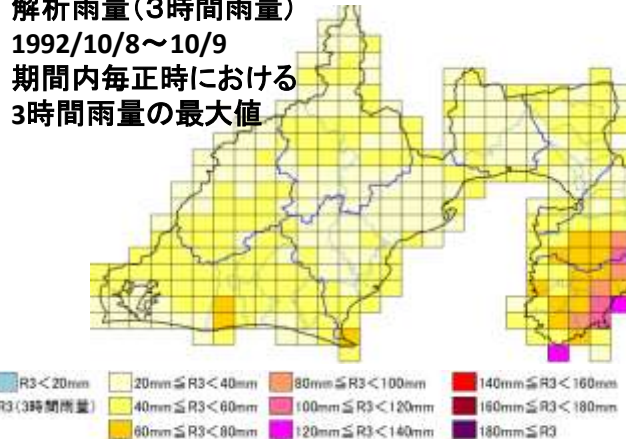 解析雨量(3時間雨量)
1992/10/8～10/9
期間内毎正時における
3時間雨量の最大値
R3＜20mm 20mm≦R3＜40mm 80mm≦R3＜100mm 140mm≦R3＜160mm
R3(3時間雨量) 40mm≦R3＜60mm 100mm≦R3＜120mm 160mm≦R3＜180mm
60mm≦R3＜80mm 120mm≦R3＜140mm 180mm≦R3